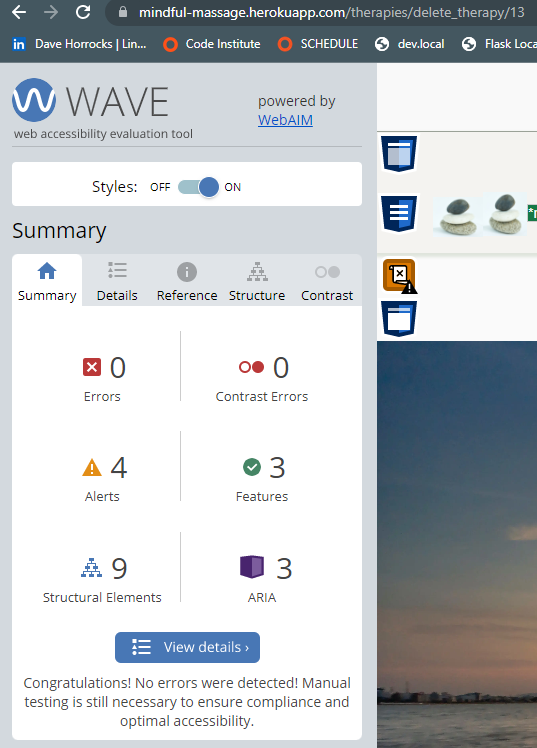 mindful-massage.herokuapp.com/therapies/delete_therapy/13
in Dave Horrocks | Lin... Code Institute SCHEDULE dev.local Flask Loca
WAVE
web accessibility evaluation tool
powered by
WebAIM
Styles: OFF ON
Summary
Summary Details Reference Structure Contrast
0 0
Errors Contrast Errors
4 3
Alerts Features
9 3
Structural Elements ARIA
View details ›
Congratulations! No errors were detected! Manual
testing is still necessary to ensure compliance and
optimal accessibility.